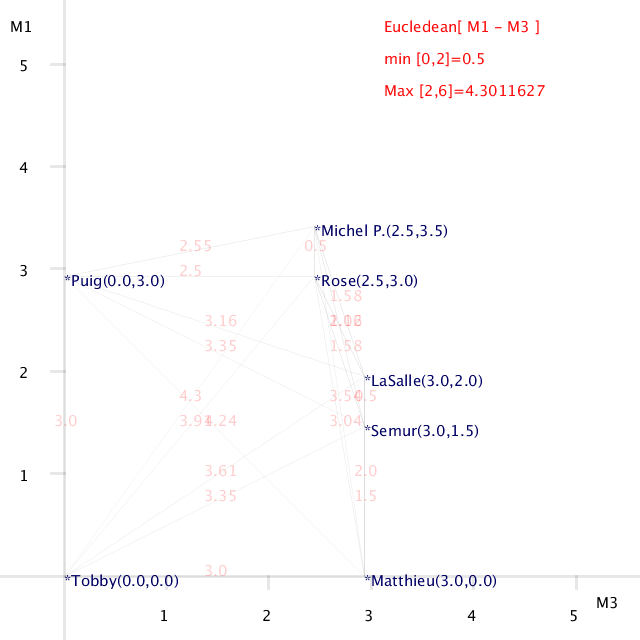 M1
Eucledean[ M1 - M3 ]
min [0,2]=0.5
Max [2,6]=4.3011627
5
4
*Michel P.(2.5,3.5)
2.55
0.5
3
2.5
*Puig(0.0,3.0)
*Rose(2.5,3.0)
1.58
3.16
3.35
1.58
2
*LaSalle(3.0,2.0)
4.3
3.0
4.24
3.04
*Semur(3.0,1.5)
1
3.61
2.0
3.35
1.5
3.0
*Tobby(0.0,0.0)
*Matthieu(3.0,0.0)
M3
1
2
3
4
5